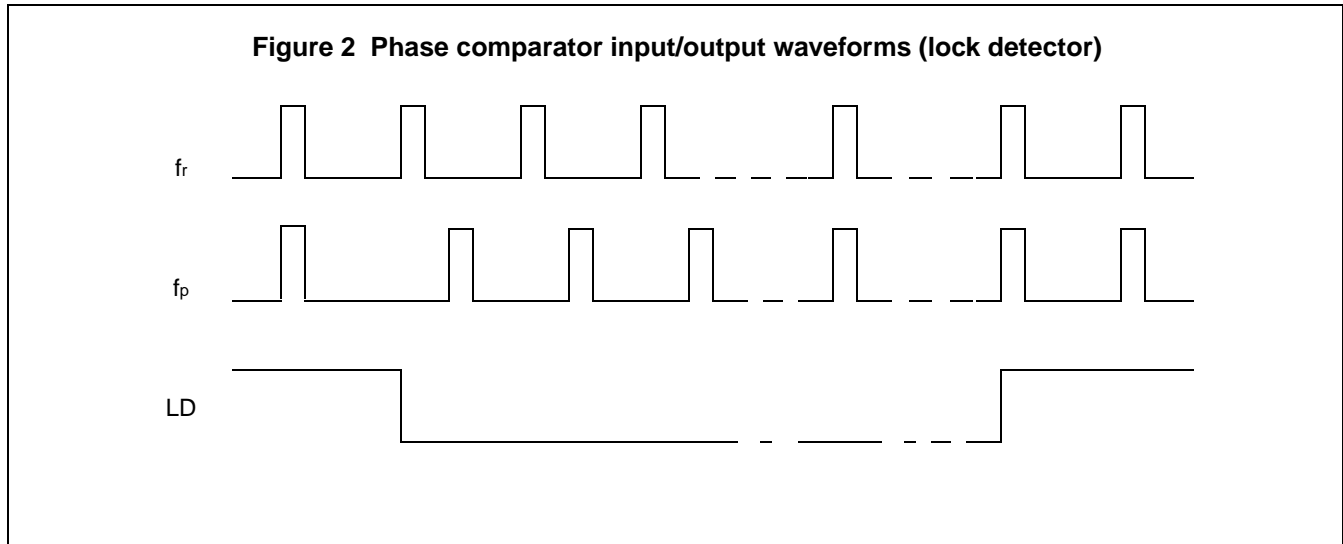 Figure 2 Phase comparator input/output waveforms (lock detector)
fr
fp
LD